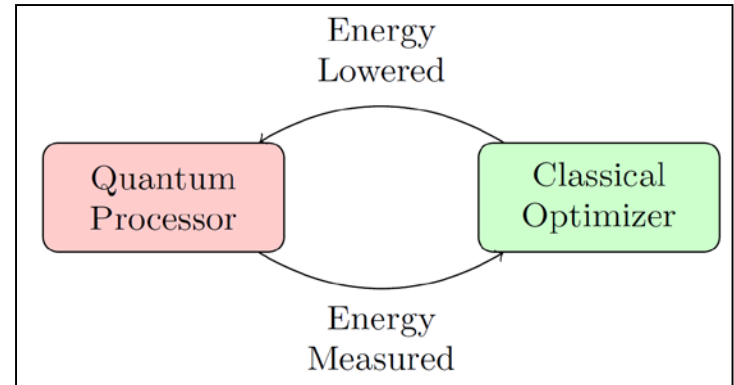 Energy
Lowered
Quantum
Processor
Classical
Optimizer
Energy
Measured